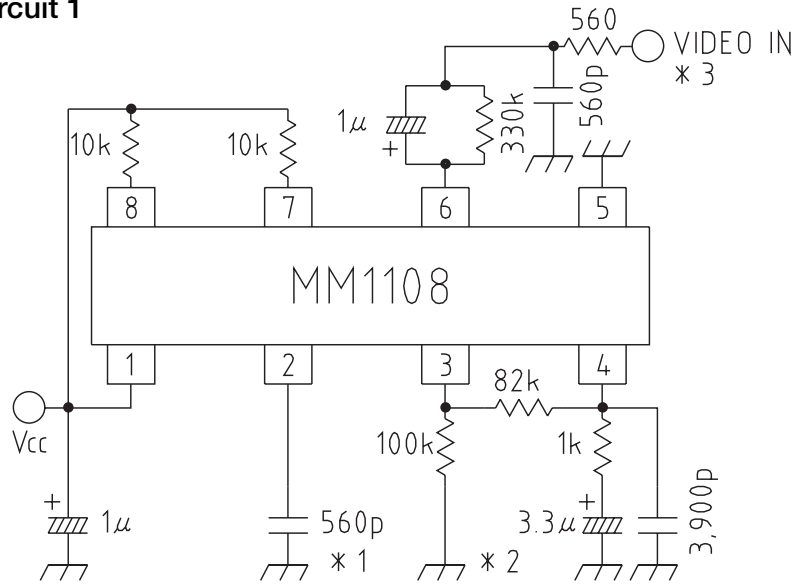 rcuit 1
560
VIDEO IN
* 3
560p
1μ
+
330k
10k
10k
8
7
6
5
MM1108
1
2
3
4
82k
Vcc
100k
1k
+
1μ
560p
* 1
* 2
3.3μ
+
3,900p